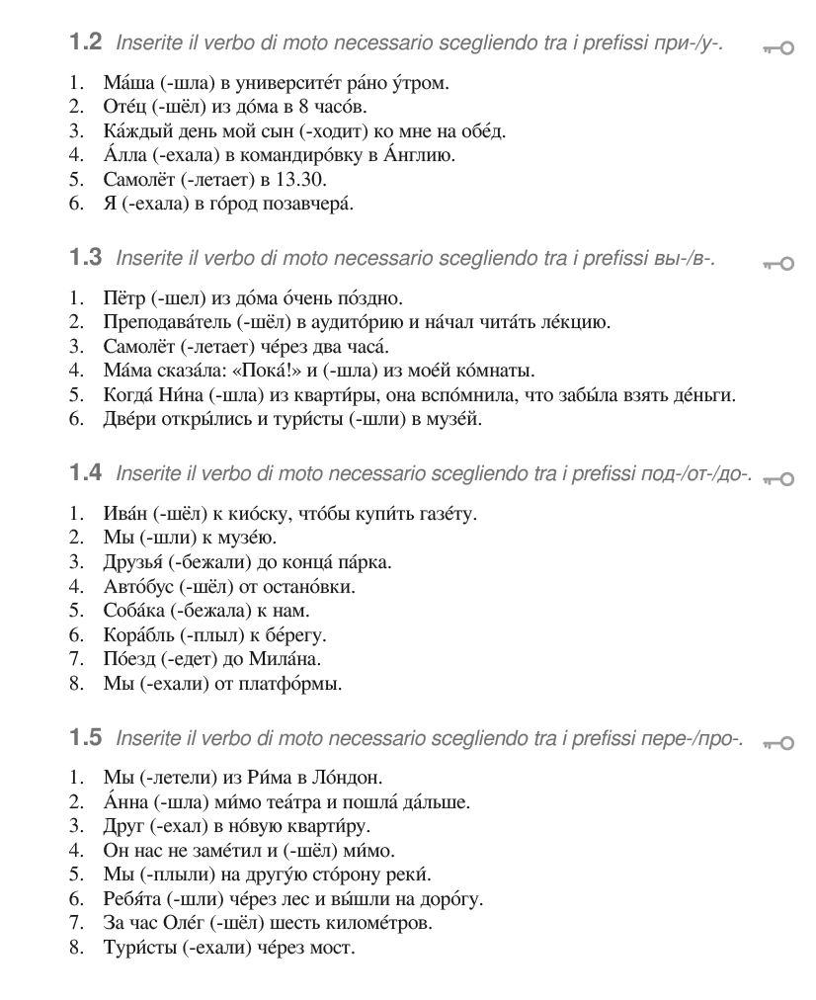 1.2 Inserite il verbo di moto necessario scegliendo tra i prefissi при-/у-.
1. Ма́ша (-шла) в университе́т ра́но у́тром.
2. Оте́ц (-шёл) из до́ма в 8 часо́в.
3. Ка́ждый день мой сын (-ходит) ко мне на обе́д.
4. А́лла (-ехала) в командиро́вку в А́нглию.
5. Самолёт (-летает) в 13.30.
6. Я (-ехала) в го́род позавчера́.
1.3 Inserite il verbo di moto necessario scegliendo tra i prefissi вы-/в-.
1. Пётр (-шел) из до́ма о́чень по́здно.
2. Преподава́тель (-шёл) в аудито́рию и на́чал чита́ть ле́кцию.
3. Самолёт (-летает) че́рез два часа́.
4. Ма́ма сказа́ла: «Пока́!» и (-шла) из мое́й ко́мнаты.
5. Когда́ Ни́на (-шла) из кварти́ры, она вспо́мнила, что забы́ла взять де́ньги.
6. Две́ри откры́лись и тури́сты (-шли) в музе́й.
1.4 Inserite il verbo di moto necessario scegliendo tra i prefissi под-/от-/до-.
1. Ива́н (-шёл) к кио́ску, что́бы купи́ть газе́ту.
2. Мы (-шли) к музе́ю.
3. Друзья́ (-бежали) до конца́ па́рка.
4. Авто́бус (-шёл) от остано́вки.
5. Соба́ка (-бежала) к нам.
6. Кора́бль (-плыл) к бе́регу.
7. По́езд (-едет) до Мила́на.
8. Мы (-ехали) от платфо́рмы.
1.5 Inserite il verbo di moto necessario scegliendo tra i prefissi пере-/про-.
1. Мы (-летели) из Ри́ма в Ло́ндон.
2. А́нна (-шла) ми́мо теа́тра и пошла́ да́льше.
3. Друг (-ехал) в но́вую кварти́ру.
4. Он нас не заме́тил и (-шёл) ми́мо.
5. Мы (-плыли) на другу́ю сто́рону реки́.
6. Ребя́та (-шли) че́рез лес и вы́шли на доро́гу.
7. За час Оле́г (-шёл) шесть киломе́тров.
8. Тури́сты (-ехали) че́рез мост.